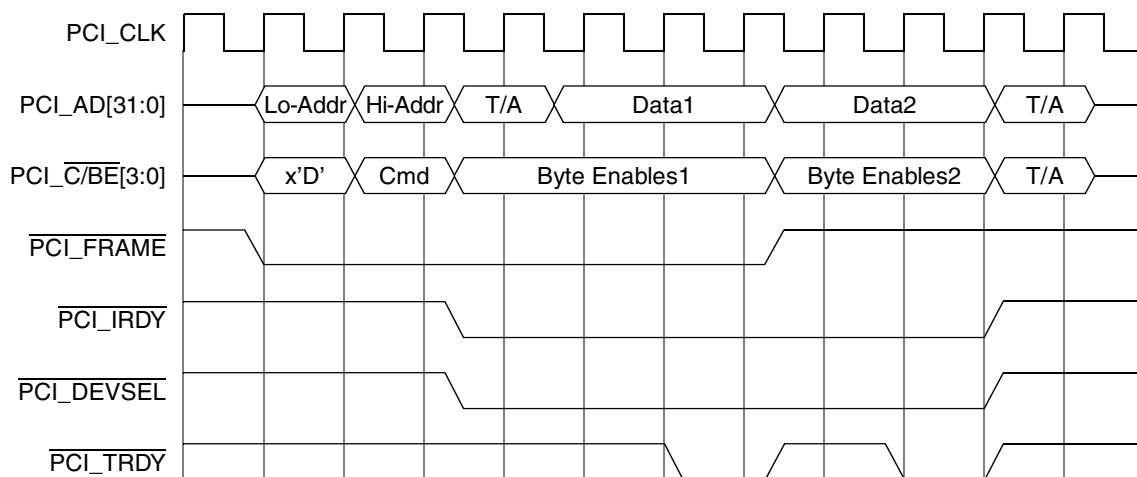 PCI_CLK
PCI_AD[31:0] Lo-Addr Hi-Addr T/A Data1 Data2 T/A
PCI_C/BE[3:0] x'D' Cmd Byte Enables1 Byte Enables2 T/A
PCI_FRAME
PCI_IRDY
PCI_DEVSEL
PCI_TRDY